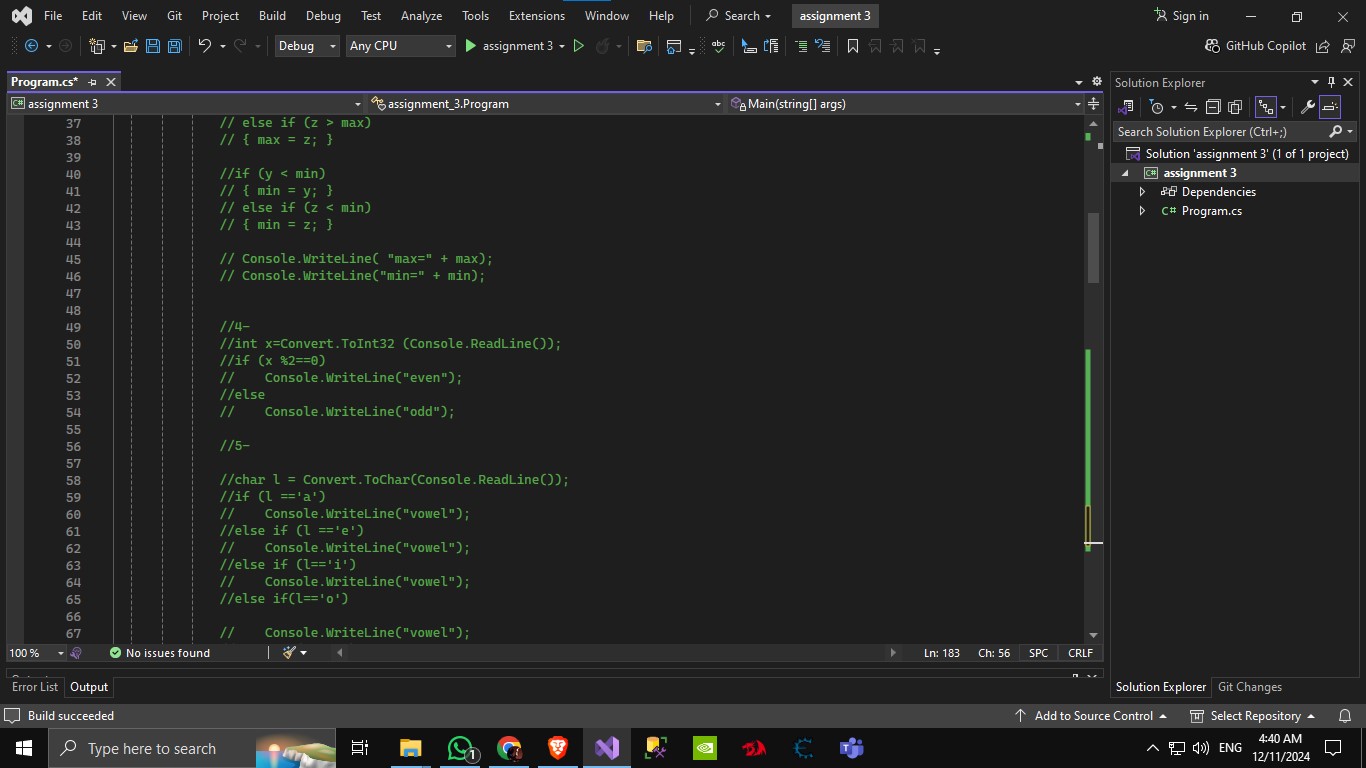 File Edit View Git Project Build Debug Test Analyze Tools Extensions Window Help Search assignment 3 Sign in
Debug Any CPU assignment 3 GitHub Copilot
Program.cs*
assignment 3 assignment_3.Program Main(string[] args)
37 // else if (z > max)
38 // { max = z; }
39
40 //if (y < min)
41 // { min = y; }
42 // else if (z < min)
43 // { min = z; }
44
45 // Console.WriteLine( "max=" + max);
46 // Console.WriteLine("min=" + min);
47
48
49 //4-
50 //int x=Convert.ToInt32 (Console.ReadLine());
51 //if (x %2==0)
52 //    Console.WriteLine("even");
53 //else
54 //    Console.WriteLine("odd");
55
56 //5-
57
58 //char l = Convert.ToChar(Console.ReadLine());
59 //if (l =='a')
60 //    Console.WriteLine("vowel");
61 //else if (l =='e')
62 //    Console.WriteLine("vowel");
63 //else if (l=='i')
64 //    Console.WriteLine("vowel");
65 //else if(l=='o')
66
67 //    Console.WriteLine("vowel");
100 % No issues found Ln: 183 Ch: 56 SPC CRLF
Error List Output
Solution Explorer
Search Solution Explorer (Ctrl+;)
Solution 'assignment 3' (1 of 1 project)
assignment 3
Dependencies
C# Program.cs
Solution Explorer Git Changes
Build succeeded Add to Source Control Select Repository
Type here to search 1 ENG 4:40 AM
12/11/2024